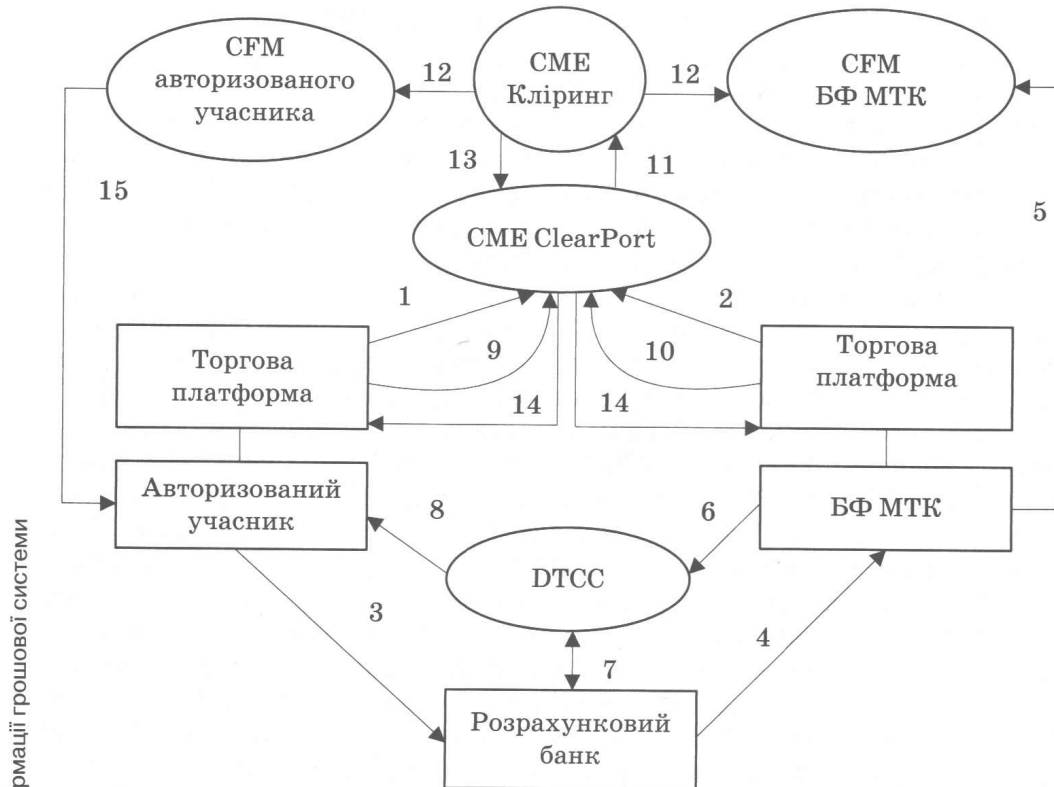 CFM
авторизованого
учасника
12
CME
Кліринг
12
CFM
БФ МТК
13
11
15
5
CME ClearPort
1
2
9
10
Торгова
платформа
Торгова
платформа
14
14
Авторизований
учасник
8
6
БФ МТК
DTCC
3
4
7
Розрахунковий
банк
рмації грошової системи